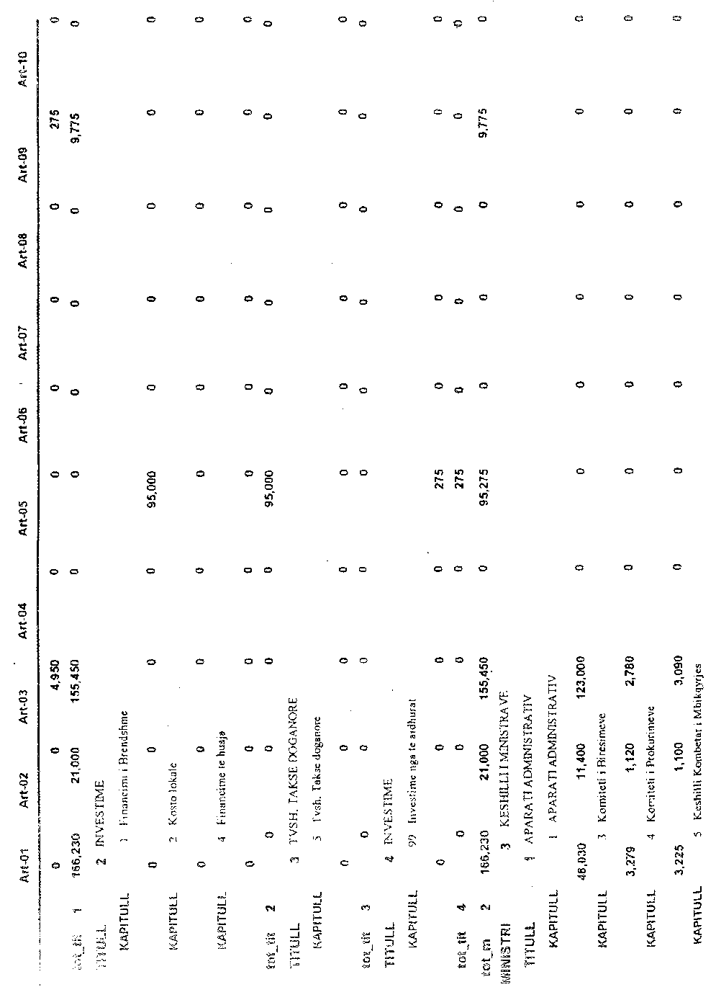 Art-01 Art-02 Art-03 Art-04 Art-05 Art-06 Art-07 Art-08 Art-09 Art-10
0 0 4,950 0 0 0 0 0 275 0
tot_tit 1 166,230 21,000 155,450 0 0 0 0 0 9,775 0
TITULL 2 INVESTIME
KAPITULL 1 Financimi i Brendshme
0 0 0 0 95,000 0 0 0 0 0
KAPITULL 2 Kosto lokale
0 0 0 0 0 0 0 0 0 0
KAPITULL 4 Financime te huaja
0 0 0 0 0 0 0 0 0 0
tot_tit 2 0 0 0 0 95,000 0 0 0 0 0
TITULL 3 TVSH. TAKSE DOGANORE
KAPITULL 5 Tvsh. Takse doganore
0 0 0 0 0 0 0 0 0 0
tot_tit 3 0 0 0 0 0 0 0 0 0 0
TITULL 4 INVESTIME
KAPITULL 99 Investime nga te ardhurat
0 0 0 0 275 0 0 0 0 0
tot_tit 4 0 0 0 0 275 0 0 0 0 0
tot_m 2 166,230 21,000 155,450 0 95,275 0 0 0 9,775 0
MINISTRI 3 KESHILLI I MINISTRAVE
TITULL 1 APARATI ADMINISTRATIV
KAPITULL 1 APARATI ADMINISTRATIV
46,030 11,400 123,000 0 0 0 0 0 0 0
KAPITULL 3 Komiteti i Biresimeve
3,279 1,120 2,780 0 0 0 0 0 0 0
KAPITULL 4 Komiteti i Prokurimeve
3,225 1,100 3,090 0 0 0 0 0 0 0
KAPITULL 5 Keshilli Kombetar i Mbikqyrjes